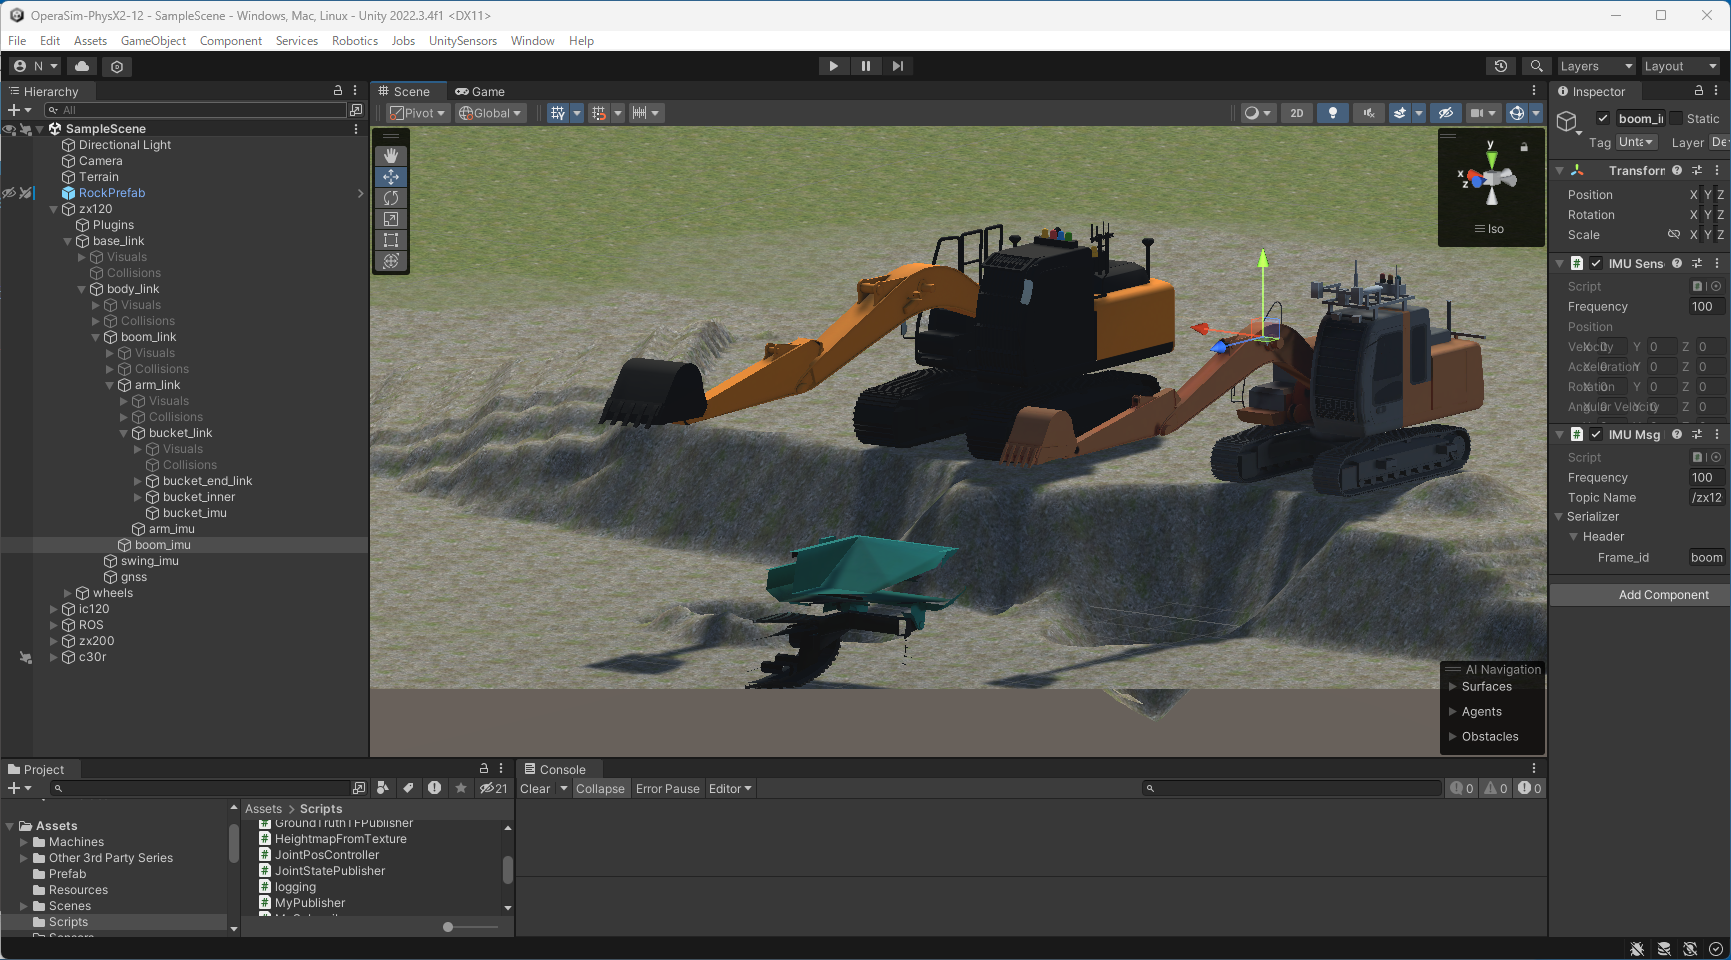 OperaSim-PhysX2-12 - SampleScene - Windows, Mac, Linux - Unity 2022.3.4f1 <DX11>
File Edit Assets GameObject Component Services Robotics Jobs UnitySensors Window Help
N Layers Layout
Hierarchy
All
SampleScene
Directional Light
Camera
Terrain
RockPrefab
zx120
Plugins
base_link
Visuals
Collisions
body_link
Visuals
Collisions
boom_link
Visuals
Collisions
arm_link
Visuals
Collisions
bucket_link
Visuals
Collisions
bucket_end_link
bucket_inner
bucket_imu
arm_imu
boom_imu
swing_imu
gnss
wheels
ic120
ROS
zx200
c30r
Scene Game
Pivot Global 2D
y
x
z
Iso
AI Navigation
Surfaces
Agents
Obstacles
Inspector
boom_i Static
Tag Unta Layer De
Transform
Position X Y Z
Rotation X Y Z
Scale X Y Z
IMU Sens
Script
Frequency 100
Position
Velocity X 0 Y 0 Z 0
Acceleration X 0 Y 0 Z 0
Rotation X 0 Y 0 Z 0
Angular Velocity X 0 Y 0 Z 0
IMU Msg
Script
Frequency 100
Topic Name /zx12
Serializer
Header
Frame_id boom
Add Component
Project
21
Assets
Machines
Other 3rd Party Series
Prefab
Resources
Scenes
Scripts
Sensors
Assets > Scripts
GroundTruthTFPublisher
HeightmapFromTexture
JointPosController
JointStatePublisher
logging
MyPublisher
Console
Clear Collapse Error Pause Editor
0 0 0